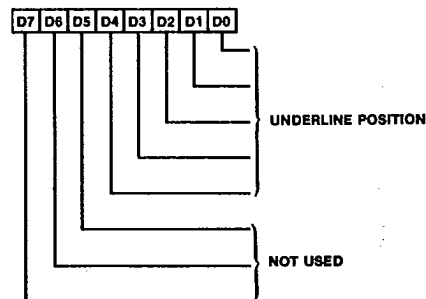 D7 D6 D5 D4 D3 D2 D1 D0
UNDERLINE POSITION
NOT USED